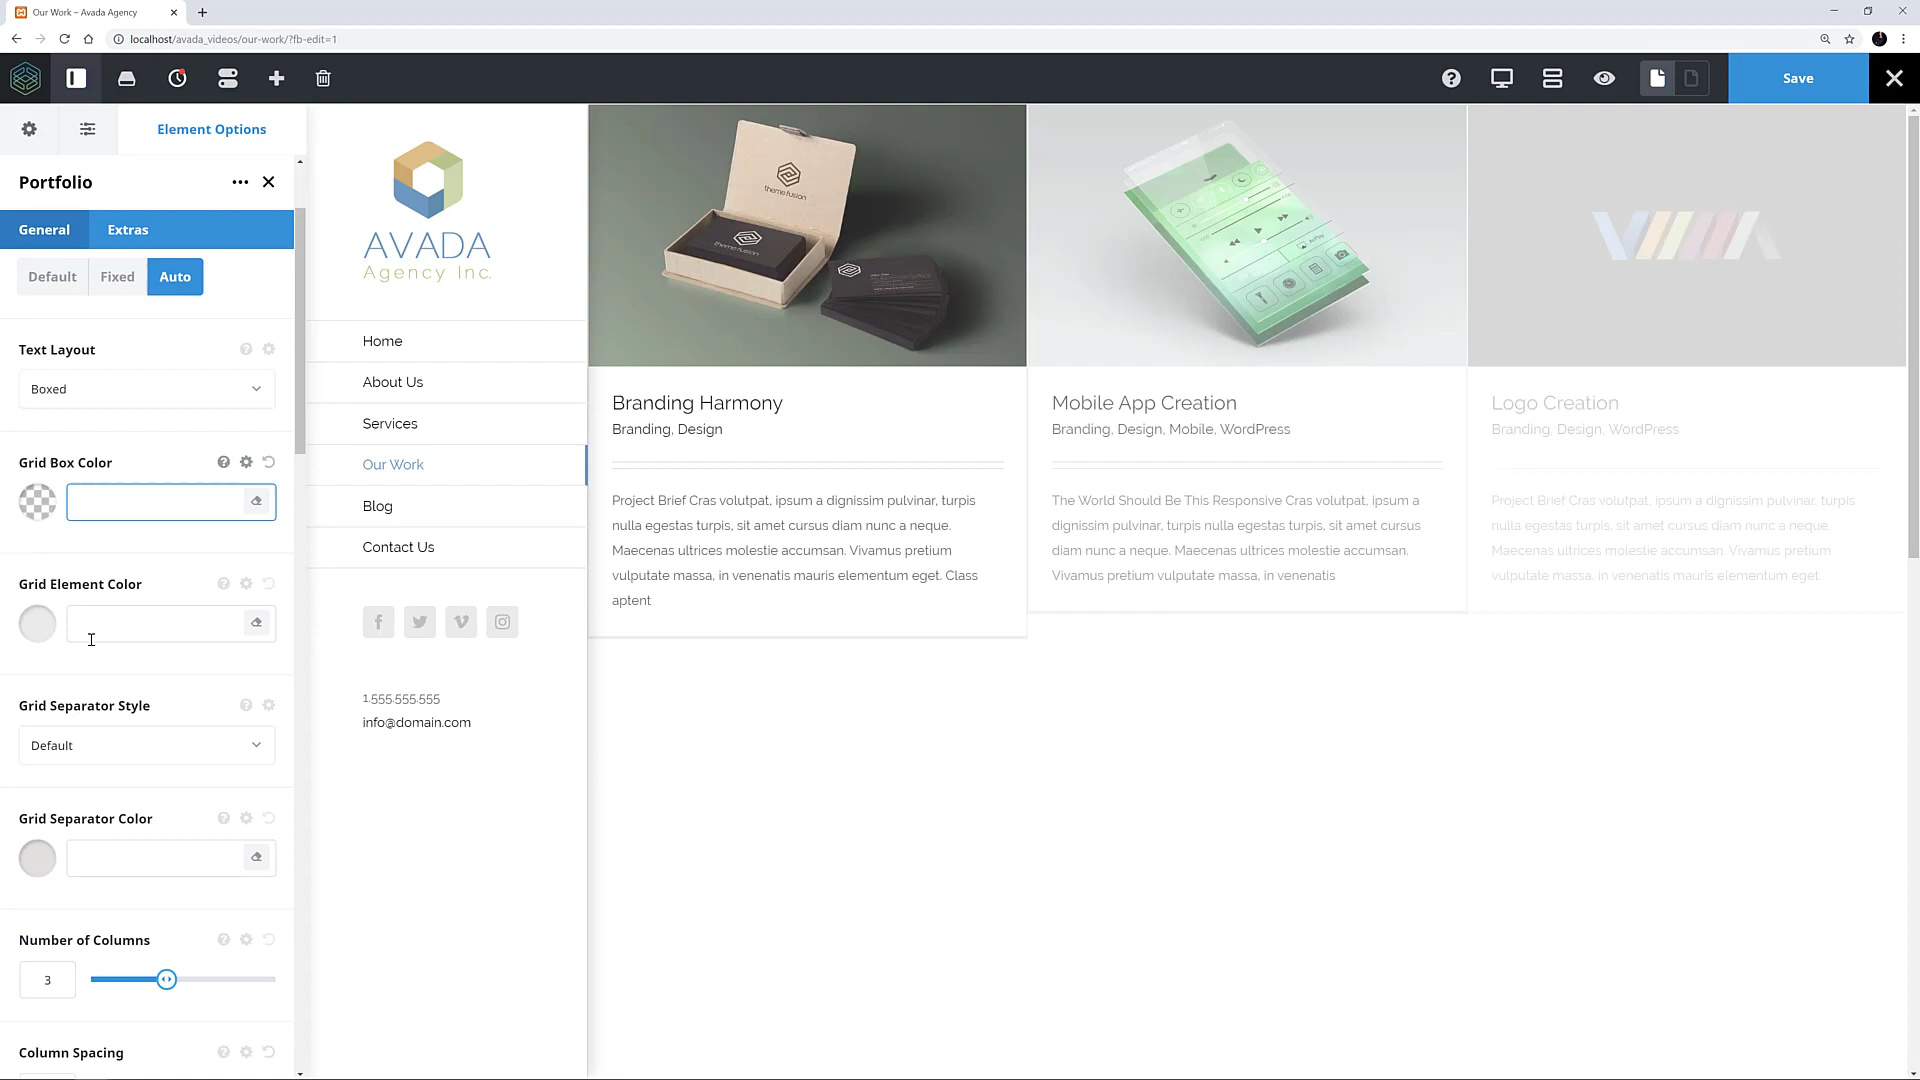 Our Work – Avada Agency
localhost/avada_videos/our-work/?fb-edit=1
Save
Element Options
Portfolio
General
Extras
Default
Fixed
Auto
Text Layout
Boxed
Grid Box Color
Grid Element Color
Grid Separator Style
Default
Grid Separator Color
Number of Columns
3
Column Spacing
AVADA
Agency Inc.
Home
About Us
Services
Our Work
Blog
Contact Us
1.555.555.555
info@domain.com
theme fusion
theme fusion
Branding Harmony
Branding, Design
Project Brief Cras volutpat, ipsum a dignissim pulvinar, turpis
nulla egestas turpis, sit amet cursus diam nunc a neque.
Maecenas ultrices molestie accumsan. Vivamus pretium
vulputate massa, in venenatis mauris elementum eget. Class
aptent
AirPlay
Mobile App Creation
Branding, Design, Mobile, WordPress
The World Should Be This Responsive Cras volutpat, ipsum a
dignissim pulvinar, turpis nulla egestas turpis, sit amet cursus
diam nunc a neque. Maecenas ultrices molestie accumsan.
Vivamus pretium vulputate massa, in venenatis
Logo Creation
Branding, Design, WordPress
Project Brief Cras volutpat, ipsum a dignissim pulvinar, turpis
nulla egestas turpis, sit amet cursus diam nunc a neque.
Maecenas ultrices molestie accumsan. Vivamus pretium
vulputate massa, in venenatis mauris elementum eget.